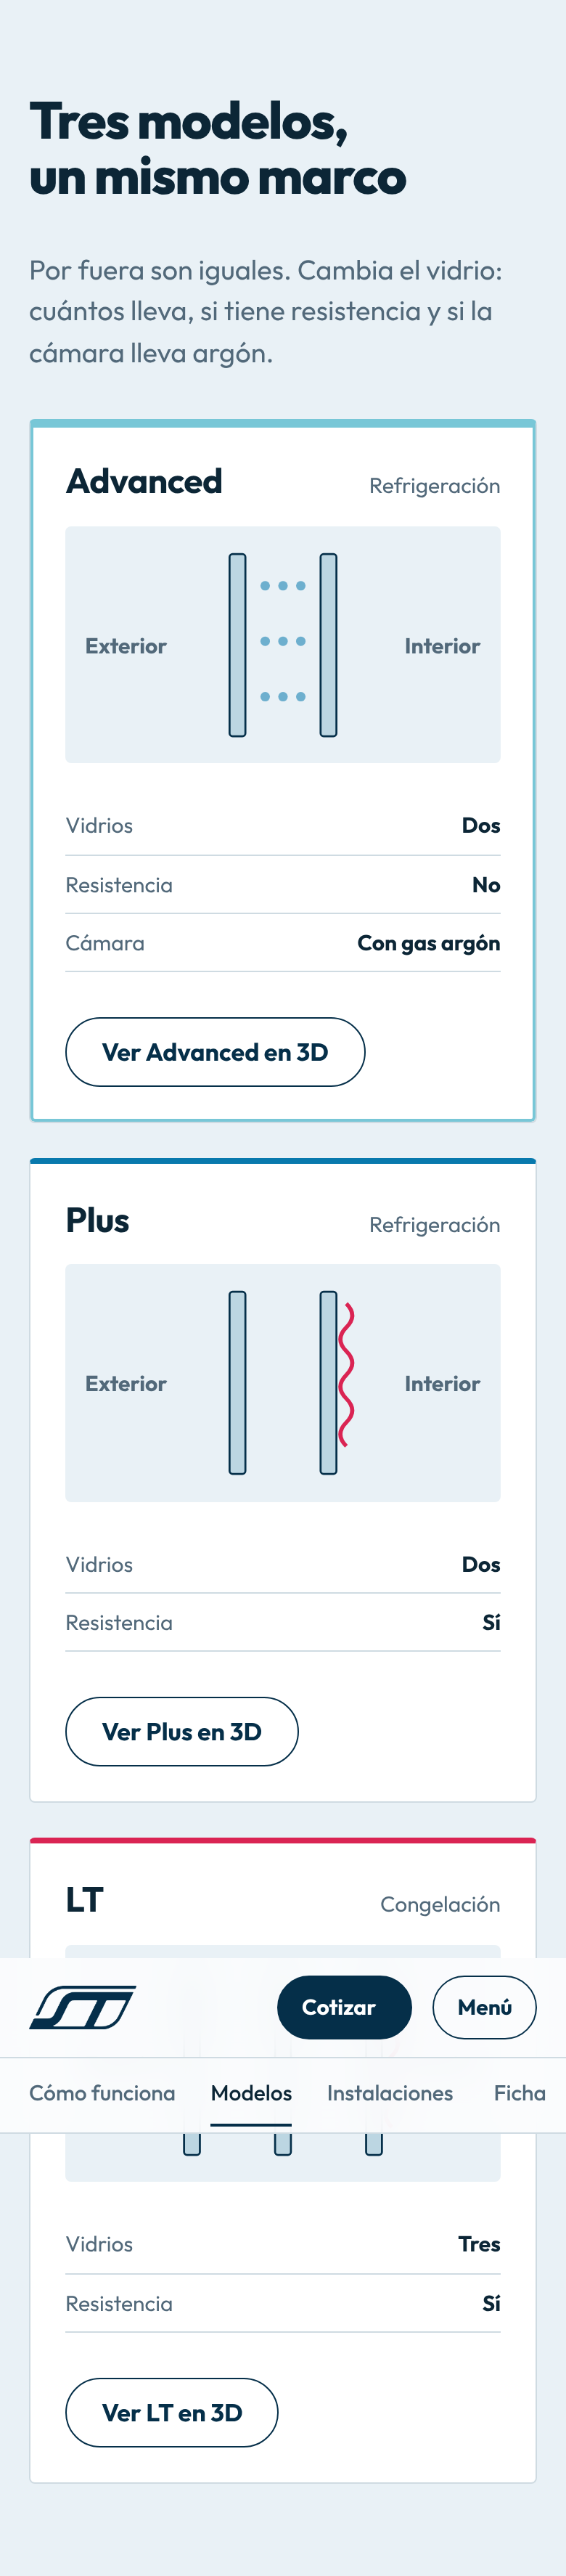 Tres modelos,
un mismo marco
Por fuera son iguales. Cambia el vidrio:
cuántos lleva, si tiene resistencia y si la
cámara lleva argón.
Advanced
Refrigeración
Exterior
Interior
Vidrios
Dos
Resistencia
No
Cámara
Con gas argón
Ver Advanced en 3D
Plus
Refrigeración
Exterior
Interior
Vidrios
Dos
Resistencia
Sí
Ver Plus en 3D
LT
Congelación
Cotizar
Menú
Cómo funciona
Modelos
Instalaciones
Ficha
Vidrios
Tres
Resistencia
Sí
Ver LT en 3D